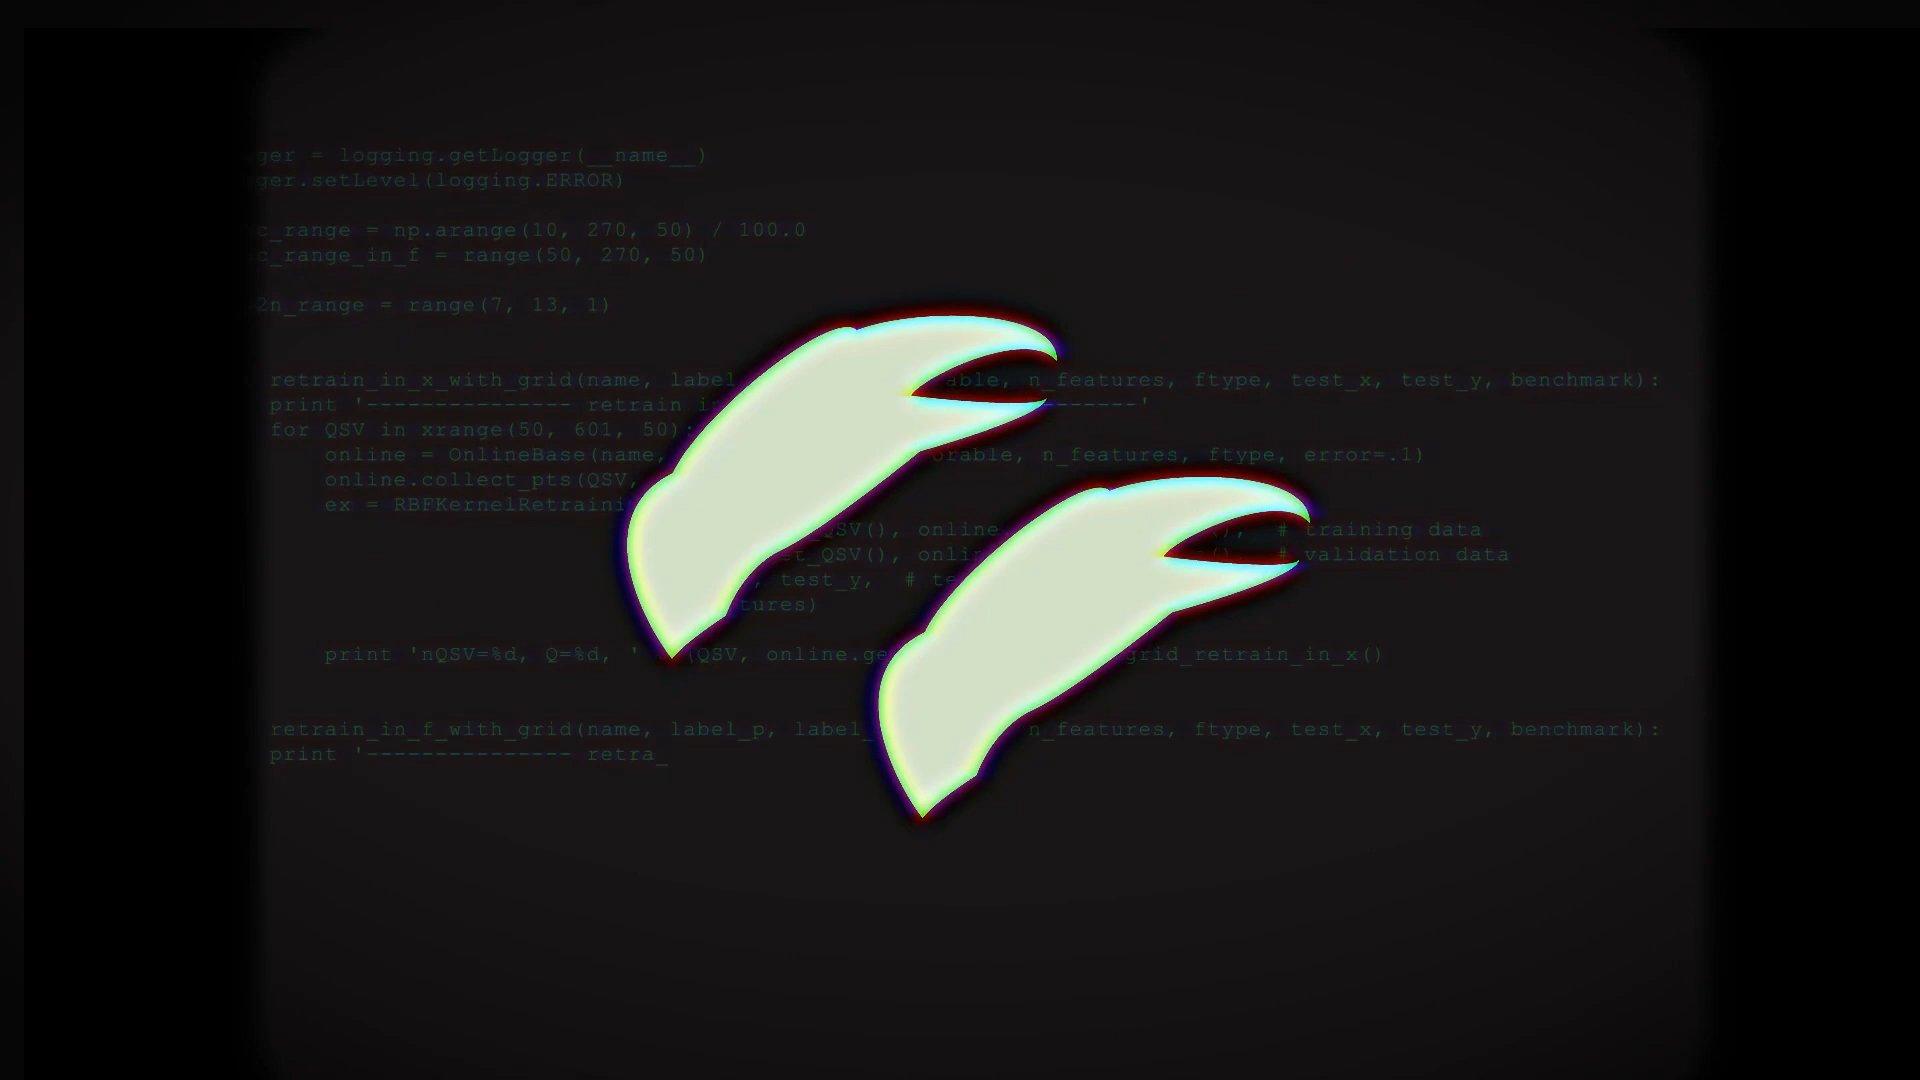 ger = logging.getLogger(__name__)
ger.setLevel(logging.ERROR)
c_range = np.arange(10, 270, 50) / 100.0
c_range_in_f = range(50, 270, 50)
2n_range = range(7, 13, 1)
retrain_in_x_with_grid(name, label able, n_features, ftype, test_x, test_y, benchmark):
print '--------------- retrain in -------'
for QSV in xrange(50, 601, 50):
online = OnlineBase(name, orable, n_features, ftype, error=.1)
online.collect_pts(QSV,
ex = RBFKernelRetraini
_QSV(), online (), # training data
t_QSV(), onli (), # validation data
, test_y, # te
tures)
print 'nQSV=%d, Q=%d, ' (QSV, online.ge grid_retrain_in_x()
retrain_in_f_with_grid(name, label_p, label_ n_features, ftype, test_x, test_y, benchmark):
print '--------------- retra_